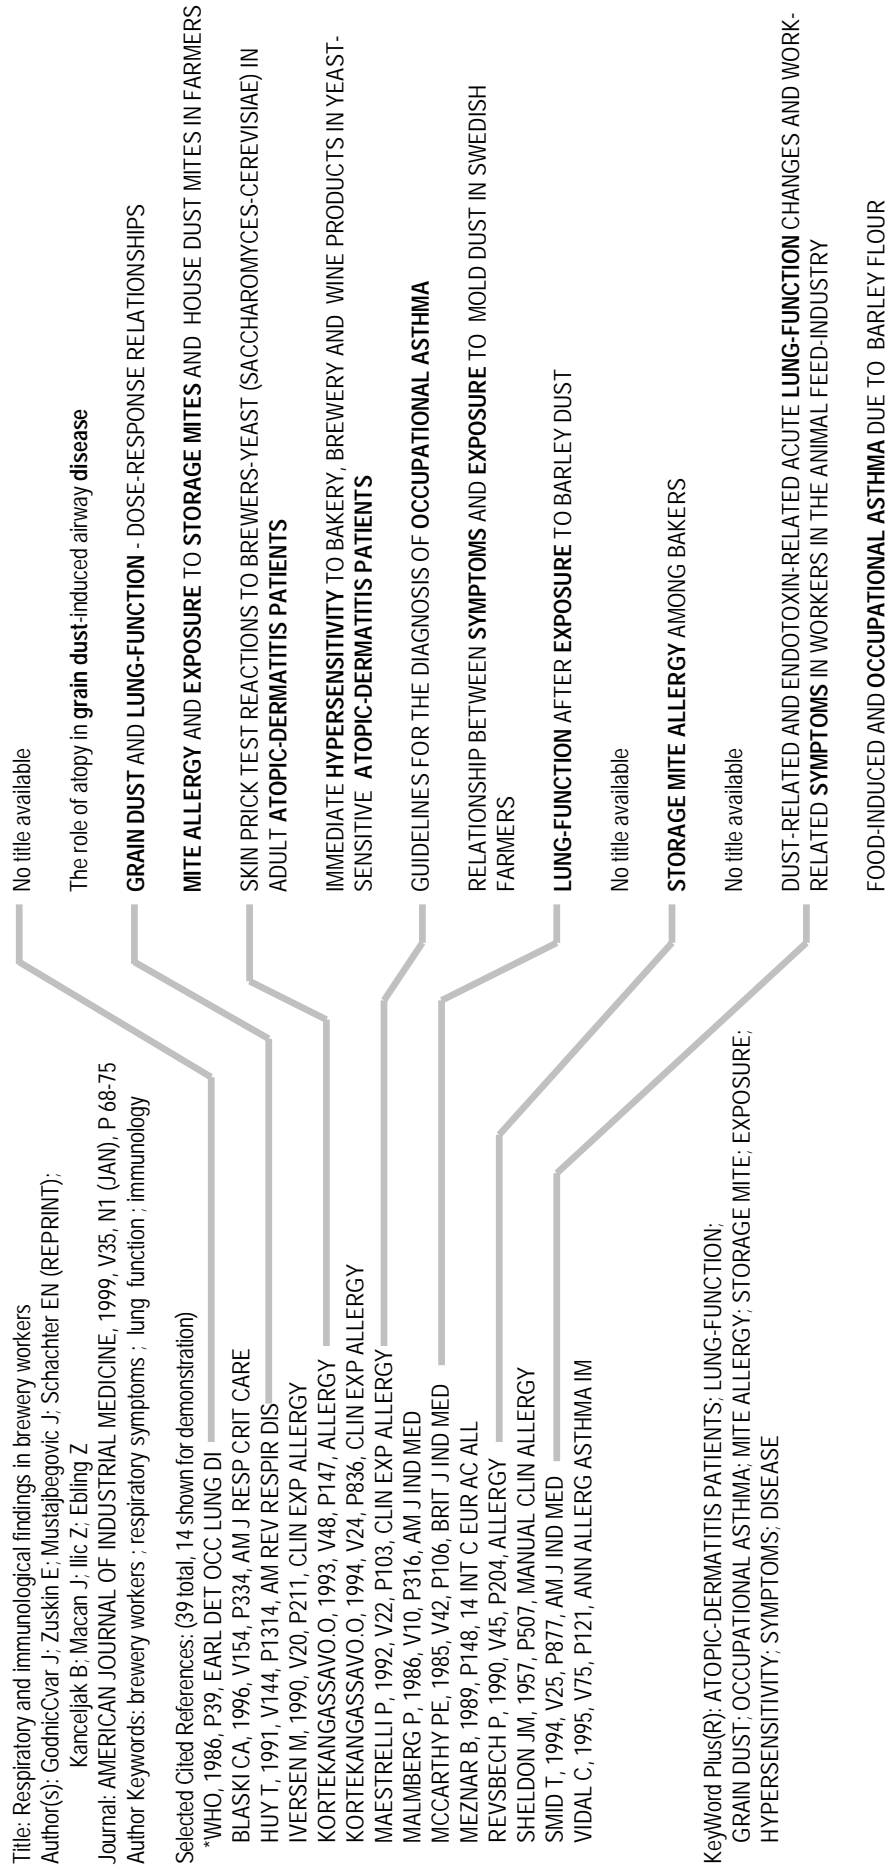 Title: Respiratory and immunological findings in brewery workers
Author(s): GodnicCvar J; Zuskin E; Mustajbegovic J; Schachter EN (REPRINT);
Kanceljak B; Macan J; Ilic Z; Ebling Z
Journal: AMERICAN JOURNAL OF INDUSTRIAL MEDICINE, 1999, V35, N1 (JAN), P 68-75
Author Keywords: brewery workers ; respiratory symptoms ; lung function ; immunology
Selected Cited References: (39 total, 14 shown for demonstration)
*WHO, 1986, P39, EARL DET OCC LUNG DI
BLASKI CA, 1996, V154, P334, AM J RESP CRIT CARE
HUY T, 1991, V144, P1314, AM REV RESPIR DIS
IVERSEN M, 1990, V20, P211, CLIN EXP ALLERGY
KORTEKANGASSAVO.O, 1993, V48, P147, ALLERGY
KORTEKANGASSAVO.O, 1994, V24, P836, CLIN EXP ALLERGY
MAESTRELLI P, 1992, V22, P103, CLIN EXP ALLERGY
MALMBERG P, 1986, V10, P316, AM J IND MED
MCCARTHY PE, 1985, V42, P106, BRIT J IND MED
MEZNAR B, 1989, P148, 14 INT C EUR AC ALL
REVSBECH P, 1990, V45, P204, ALLERGY
SHELDON JM, 1957, P507, MANUAL CLIN ALLERGY
SMID T, 1994, V25, P877, AM J IND MED
VIDAL C, 1995, V75, P121, ANN ALLERG ASTHMA IM
KeyWord Plus(R): ATOPIC-DERMATITIS PATIENTS; LUNG-FUNCTION;
GRAIN DUST; OCCUPATIONAL ASTHMA; MITE ALLERGY; STORAGE MITE; EXPOSURE;
HYPERSENSITIVITY; SYMPTOMS; DISEASE
No title available
The role of atopy in grain dust-induced airway disease
GRAIN DUST AND LUNG-FUNCTION - DOSE-RESPONSE RELATIONSHIPS
MITE ALLERGY AND EXPOSURE TO STORAGE MITES AND HOUSE DUST MITES IN FARMERS
SKIN PRICK TEST REACTIONS TO BREWERS-YEAST (SACCHAROMYCES-CEREVISIAE) IN
ADULT ATOPIC-DERMATITIS PATIENTS
IMMEDIATE HYPERSENSITIVITY TO BAKERY, BREWERY AND WINE PRODUCTS IN YEAST-
SENSITIVE ATOPIC-DERMATITIS PATIENTS
GUIDELINES FOR THE DIAGNOSIS OF OCCUPATIONAL ASTHMA
RELATIONSHIP BETWEEN SYMPTOMS AND EXPOSURE TO MOLD DUST IN SWEDISH
FARMERS
LUNG-FUNCTION AFTER EXPOSURE TO BARLEY DUST
No title available
STORAGE MITE ALLERGY AMONG BAKERS
No title available
DUST-RELATED AND ENDOTOXIN-RELATED ACUTE LUNG-FUNCTION CHANGES AND WORK-
RELATED SYMPTOMS IN WORKERS IN THE ANIMAL FEED-INDUSTRY
FOOD-INDUCED AND OCCUPATIONAL ASTHMA DUE TO BARLEY FLOUR